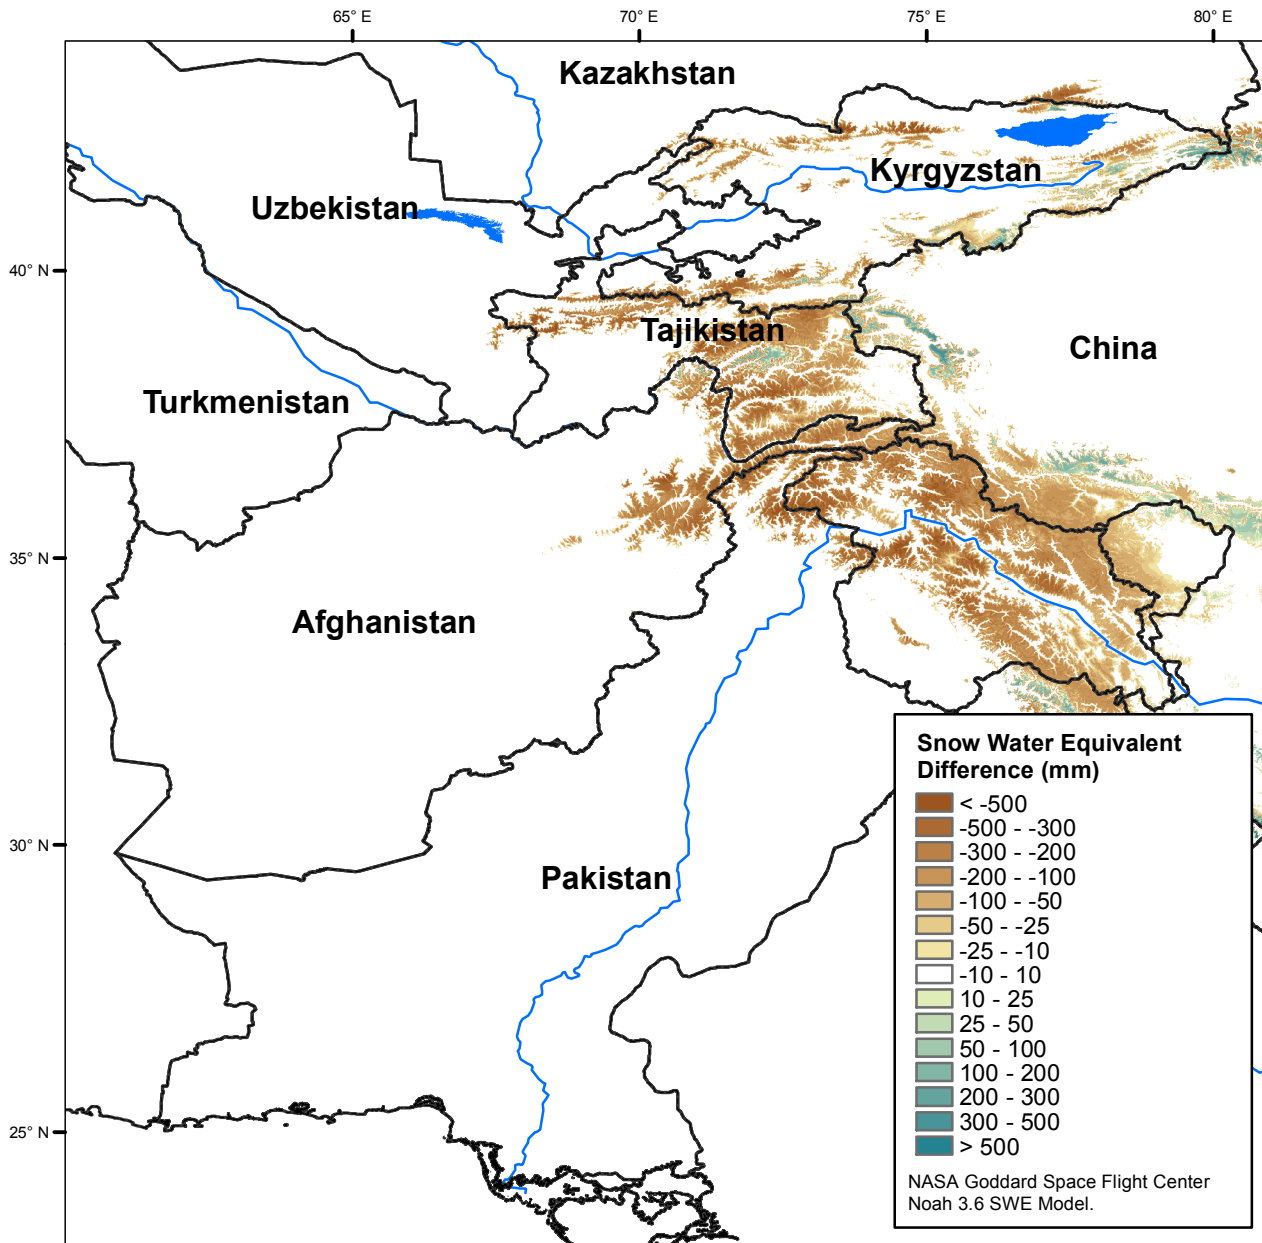 65° E
70° E
75° E
80° E
Kazakhstan
Kyrgyzstan
Uzbekistan
40° N
Tajikistan
China
Turkmenistan
35° N
Afghanistan
Snow Water Equivalent
Difference (mm)
< -500
-500 - -300
-300 - -200
-200 - -100
-100 - -50
-50 - -25
-25 - -10
-10 - 10
10 - 25
25 - 50
50 - 100
100 - 200
200 - 300
300 - 500
> 500
30° N
Pakistan
25° N
NASA Goddard Space Flight Center
Noah 3.6 SWE Model.